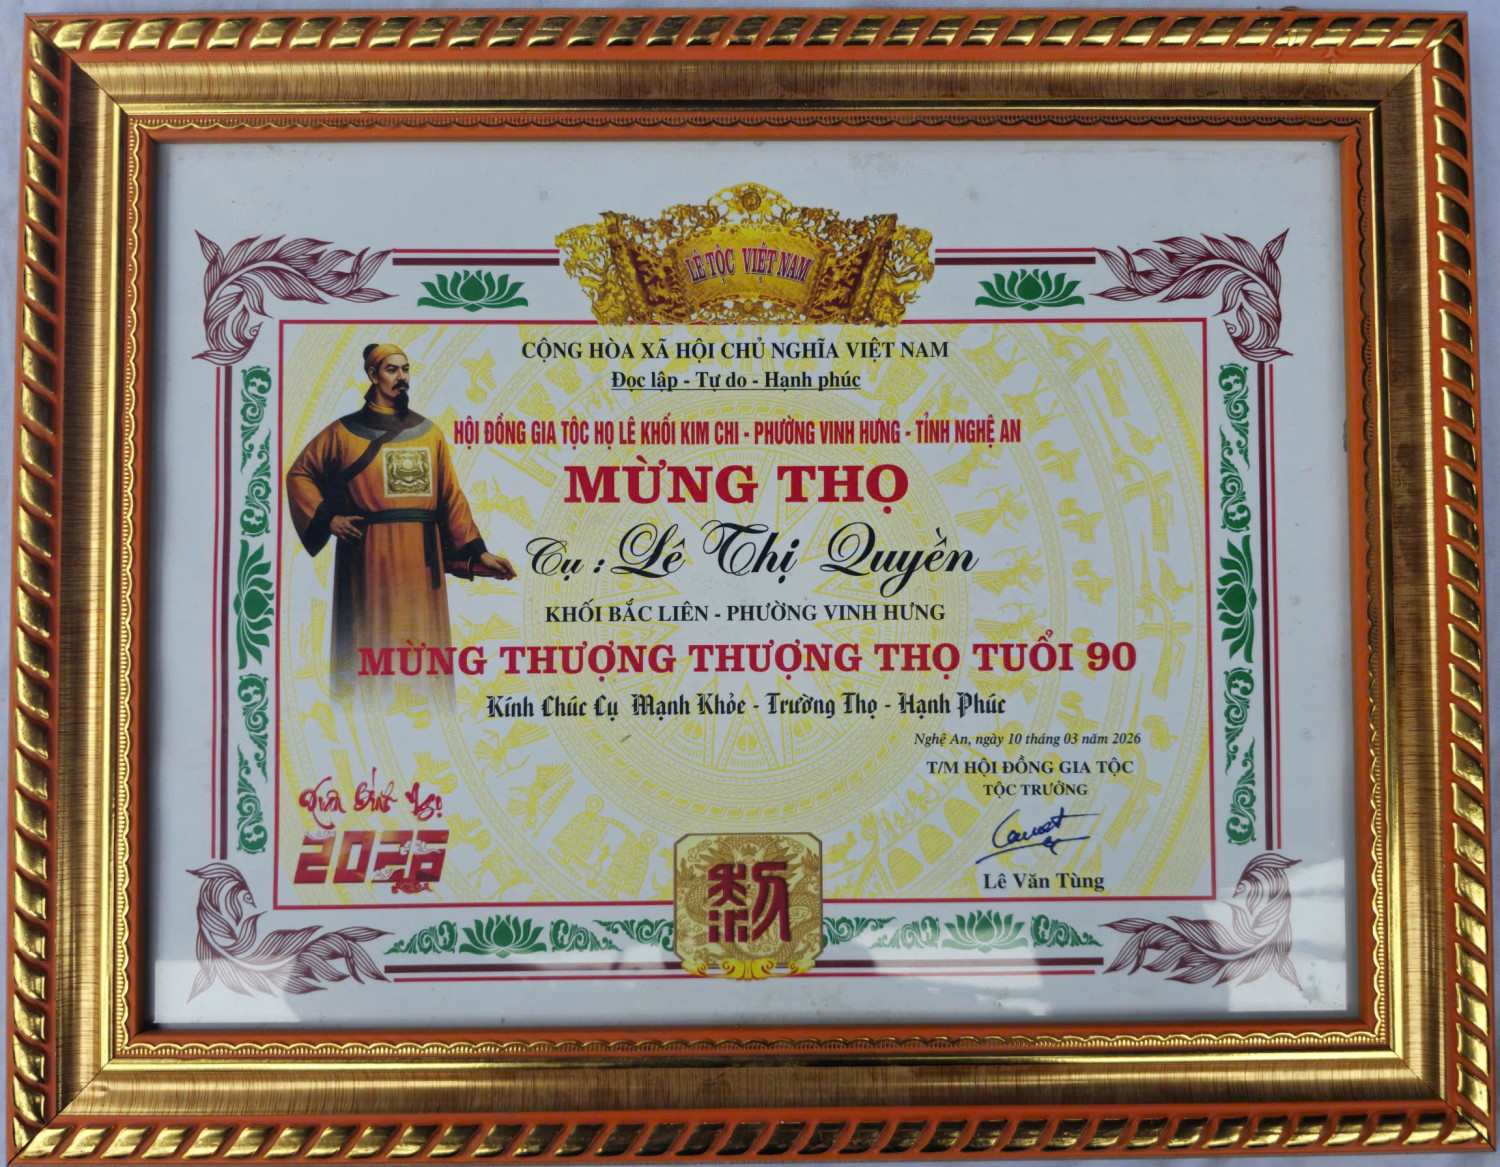 LÊ TỘC VIỆT NAM
CỘNG HÒA XÃ HỘI CHỦ NGHĨA VIỆT NAM
Đọc lập - Tự do - Hạnh phúc
HỘI ĐỒNG GIA TỘC HỌ LÊ KHỐI KIM CHI - PHƯỜNG VINH HƯNG - TỈNH NGHỆ AN
MỪNG THỌ
Cụ : Lê Thị Quyền
KHỐI BẮC LIÊN - PHƯỜNG VINH HƯNG
MỪNG THƯỢNG THƯỢNG THỌ TUỔI 90
Kính Chúc Cụ Mạnh Khỏe - Trường Thọ - Hạnh Phúc
Nghệ An, ngày 10 tháng 03 năm 2026
T/M HỘI ĐỒNG GIA TỘC
TỘC TRƯỞNG
Lê Văn Tùng
Xuân Bính Ngọ
2026